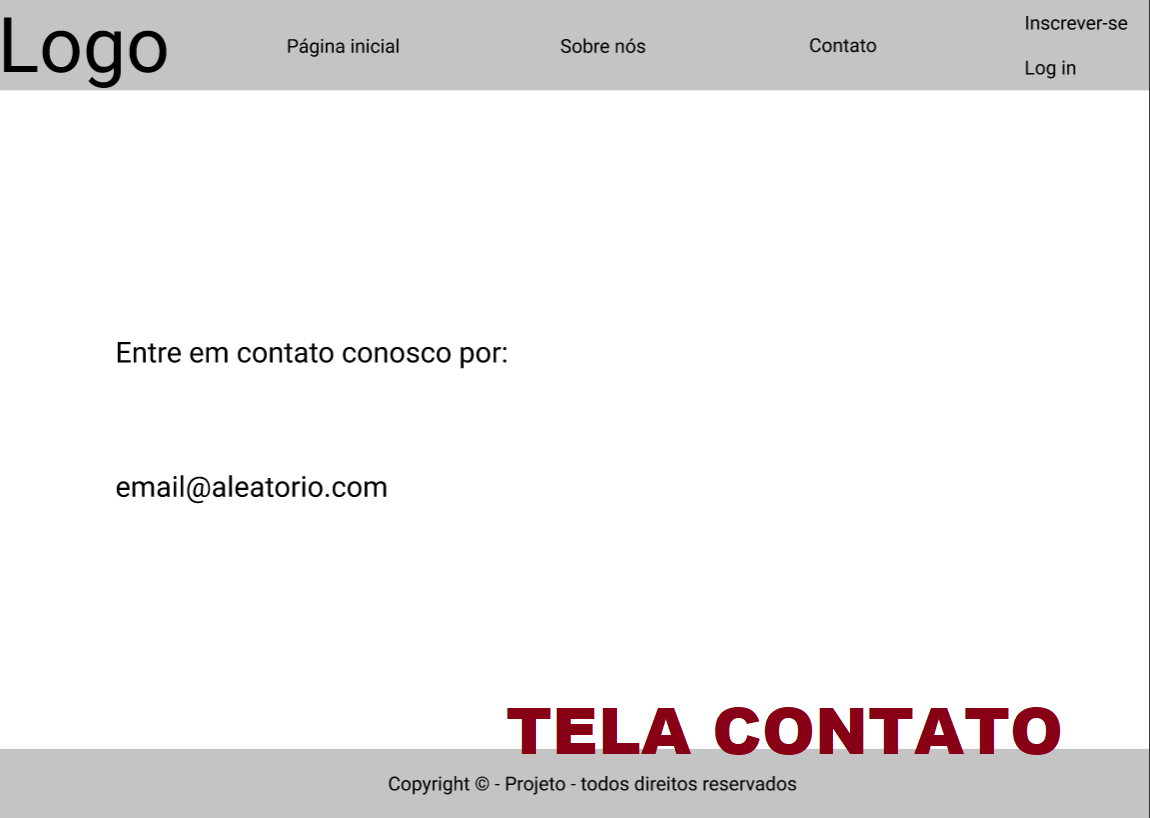 Logo
Página inicial
Sobre nós
Contato
Inscrever-se
Log in
Entre em contato conosco por:
email@aleatorio.com
TELA CONTATO
Copyright © - Projeto - todos direitos reservados